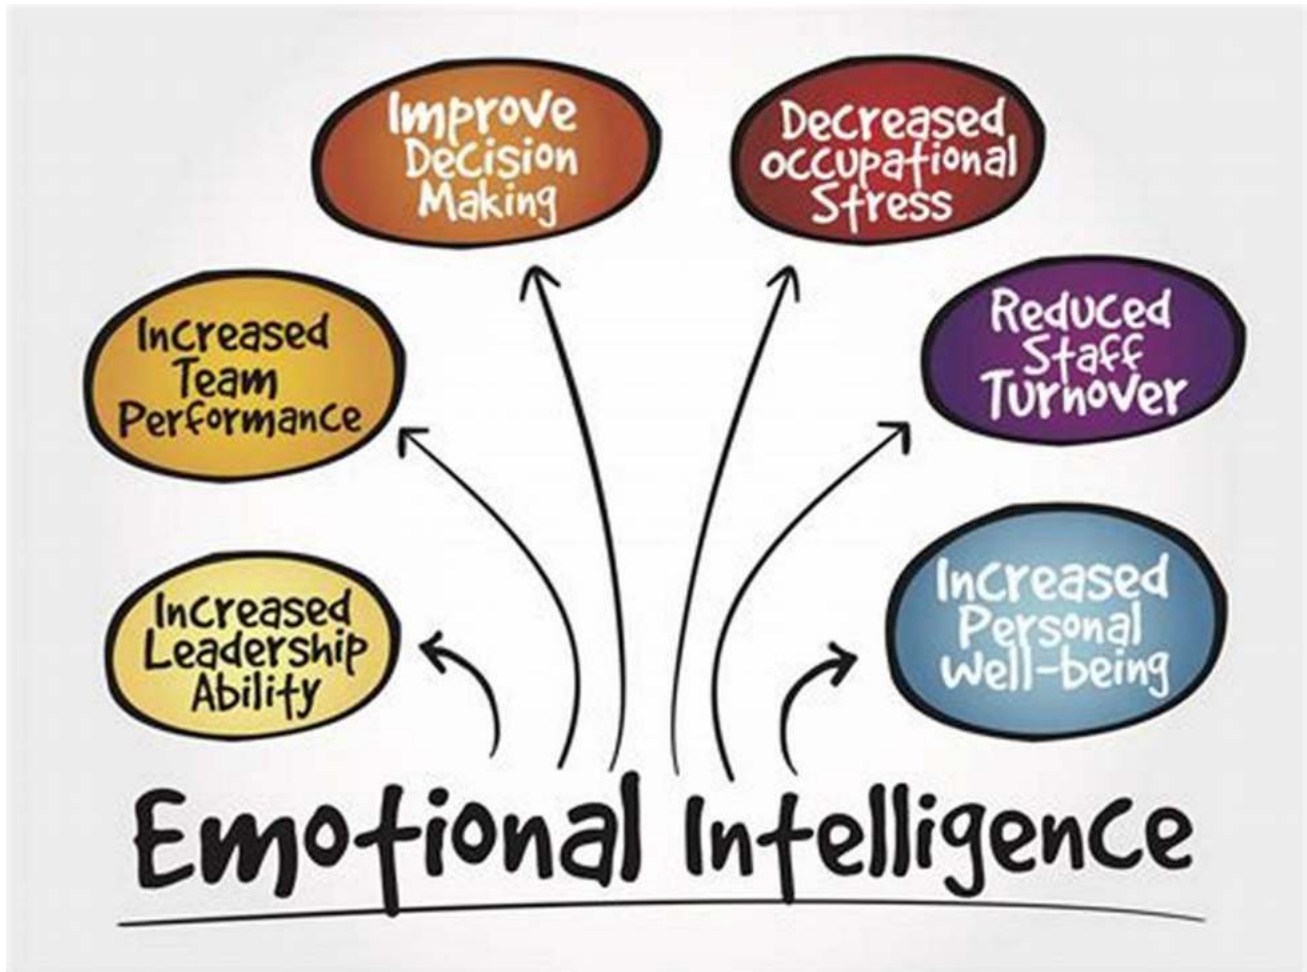 Improve
Decision
Making
Decreased
Occupational
Stress
Increased
Team
Performance
Reduced
Staff
Turnover
Increased
Leadership
Ability
Increased
Personal
Well-being
Emotional Intelligence